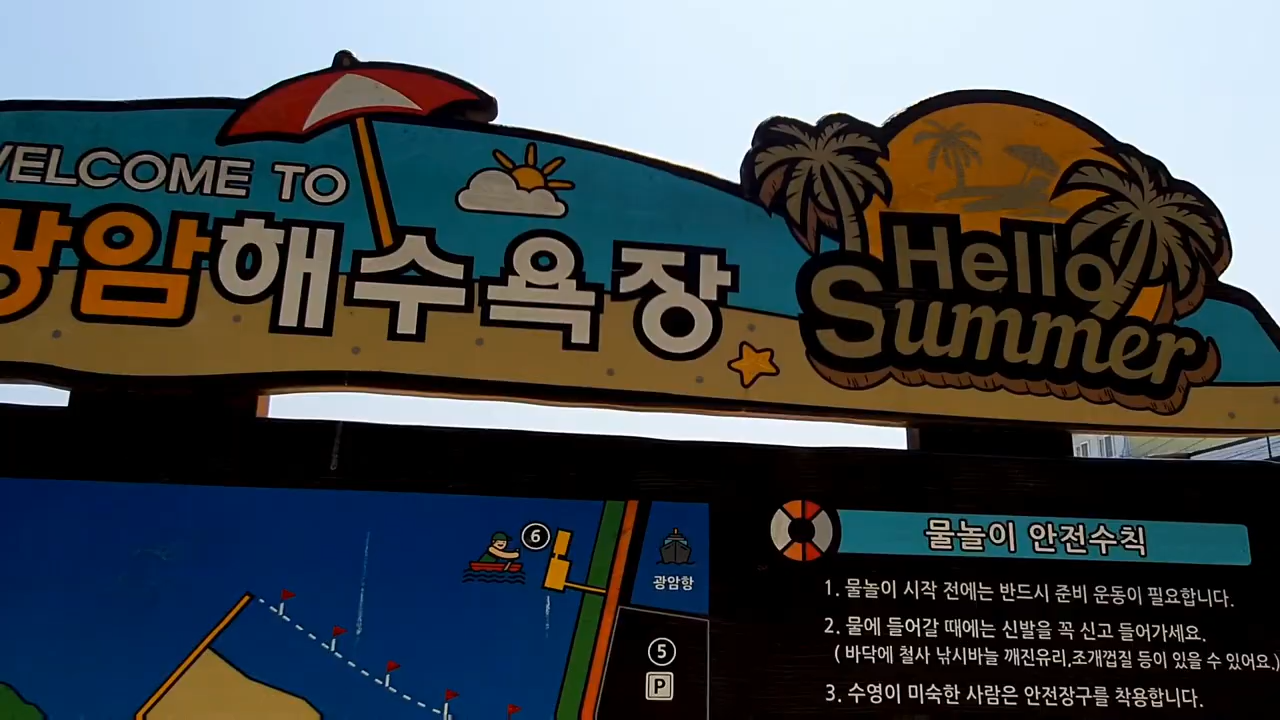 WELCOME TO
광암해수욕장
Hello
Summer
6
광암항
5
P
물놀이 안전수칙
1. 물놀이 시작 전에는 반드시 준비 운동이 필요합니다.
2. 물에 들어갈 때에는 신발을 꼭 신고 들어가세요.
( 바닥에 철사 낚시바늘 깨진유리,조개껍질 등이 있을 수 있어요.)
3. 수영이 미숙한 사람은 안전장구를 착용합니다.